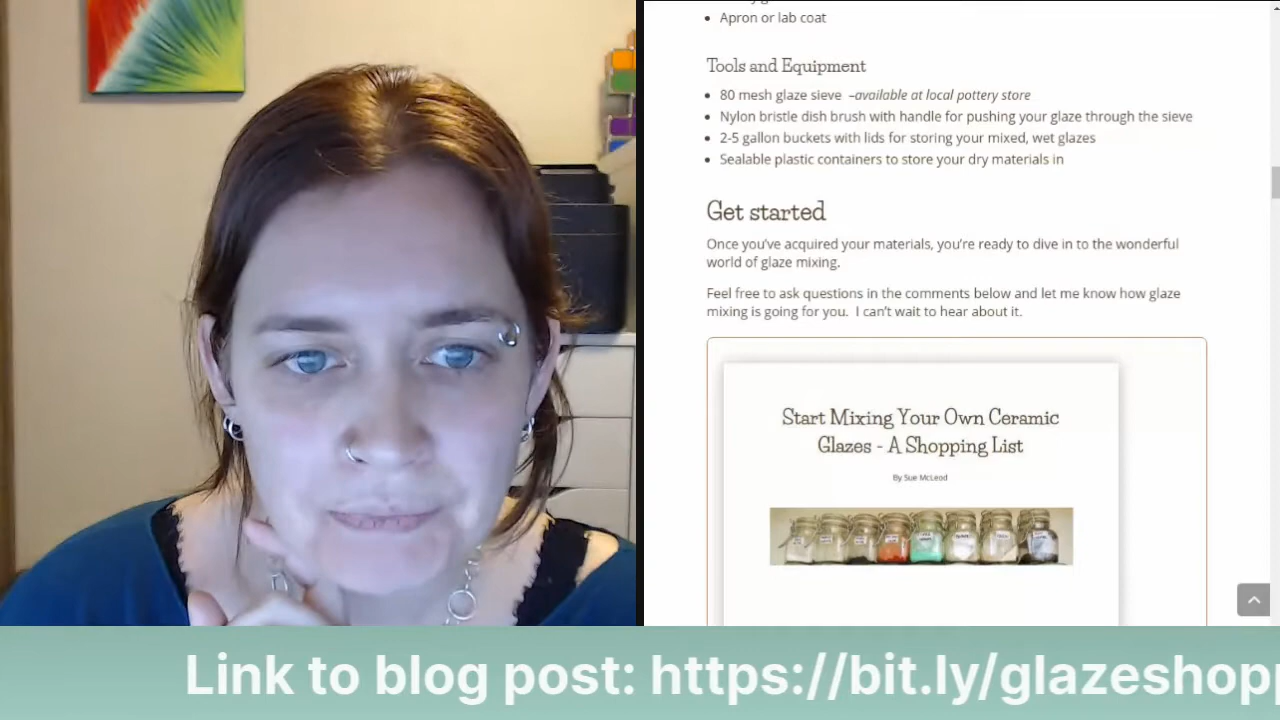 Apron or lab coat
Tools and Equipment
80 mesh glaze sieve –available at local pottery store
Nylon bristle dish brush with handle for pushing your glaze through the sieve
2-5 gallon buckets with lids for storing your mixed, wet glazes
Sealable plastic containers to store your dry materials in
Get started
Once you’ve acquired your materials, you’re ready to dive in to the wonderful
world of glaze mixing.
Feel free to ask questions in the comments below and let me know how glaze
mixing is going for you. I can’t wait to hear about it.
Start Mixing Your Own Ceramic
Glazes - A Shopping List
By Sue McLeod
Link to blog post: https://bit.ly/glazeshopp